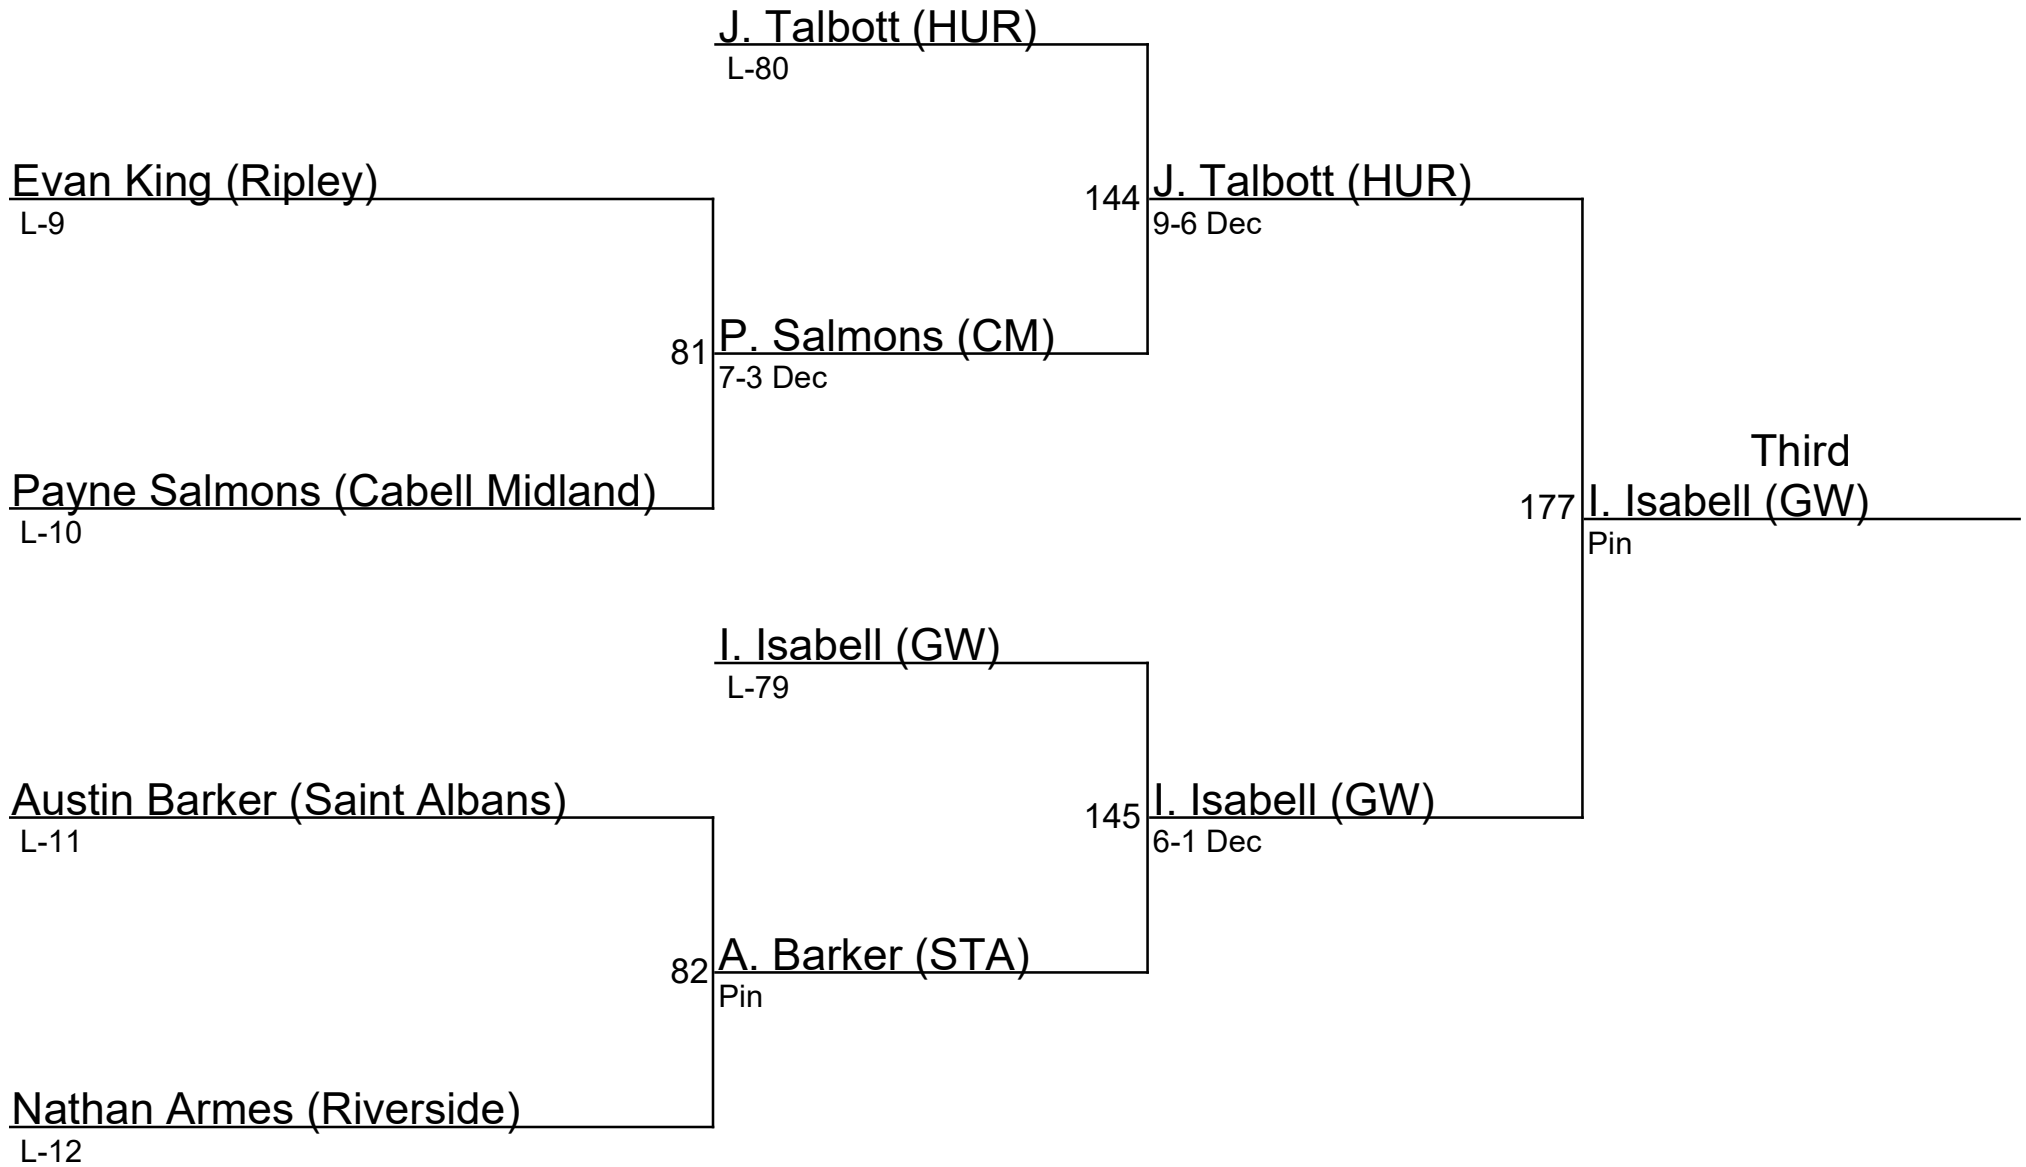 J. Talbott (HUR)
L-80
Evan King (Ripley)
L-9
144
J. Talbott (HUR)
9-6 Dec
81
P. Salmons (CM)
7-3 Dec
Third
Payne Salmons (Cabell Midland)
L-10
177
I. Isabell (GW)
Pin
I. Isabell (GW)
L-79
Austin Barker (Saint Albans)
L-11
145
I. Isabell (GW)
6-1 Dec
82
A. Barker (STA)
Pin
Nathan Armes (Riverside)
L-12